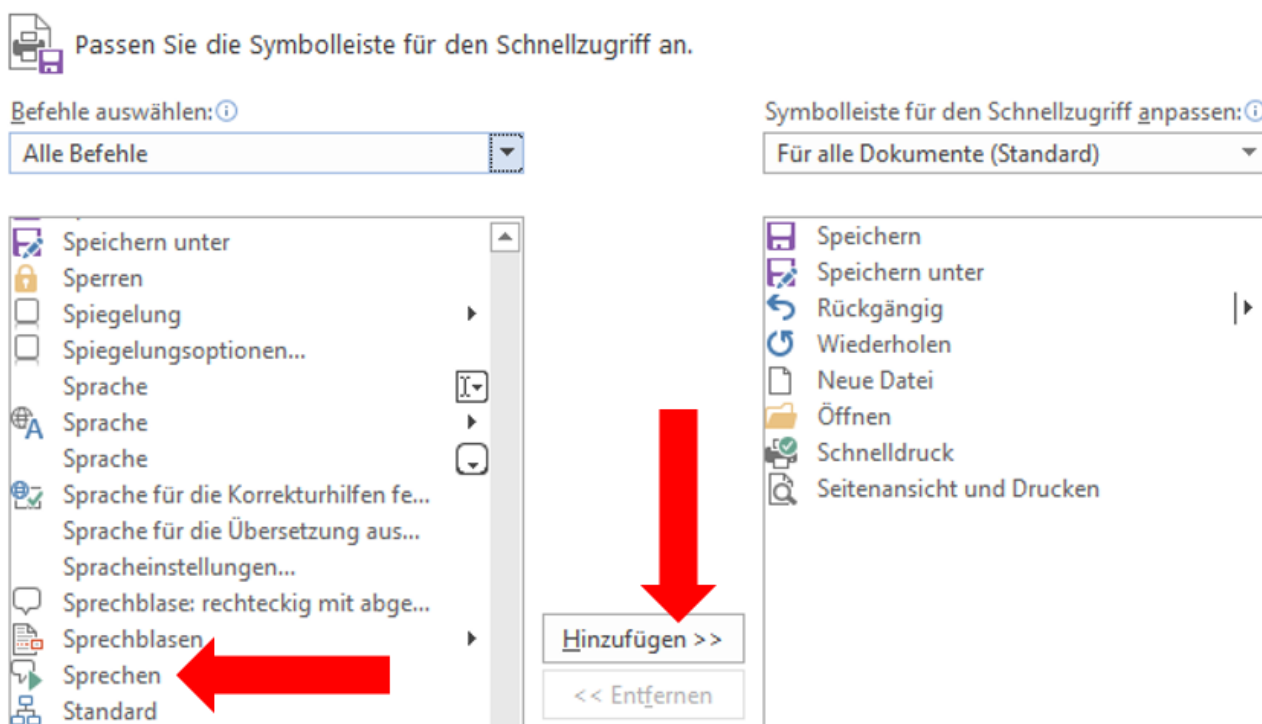 Passen Sie die Symbolleiste für den Schnellzugriff an.
Befehle auswählen:
Alle Befehle
Speichern unter
Sperren
Spiegelung
Spiegelungsoptionen...
Sprache
Sprache
Sprache
Sprache für die Korrekturhilfen fe...
Sprache für die Übersetzung aus...
Spracheinstellungen...
Sprechblase: rechteckig mit abge...
Sprechblasen
Sprechen
Standard
Hinzufügen >>
<< Entfernen
Symbolleiste für den Schnellzugriff anpassen:
Für alle Dokumente (Standard)
Speichern
Speichern unter
Rückgängig
Wiederholen
Neue Datei
Öffnen
Schnelldruck
Seitenansicht und Drucken